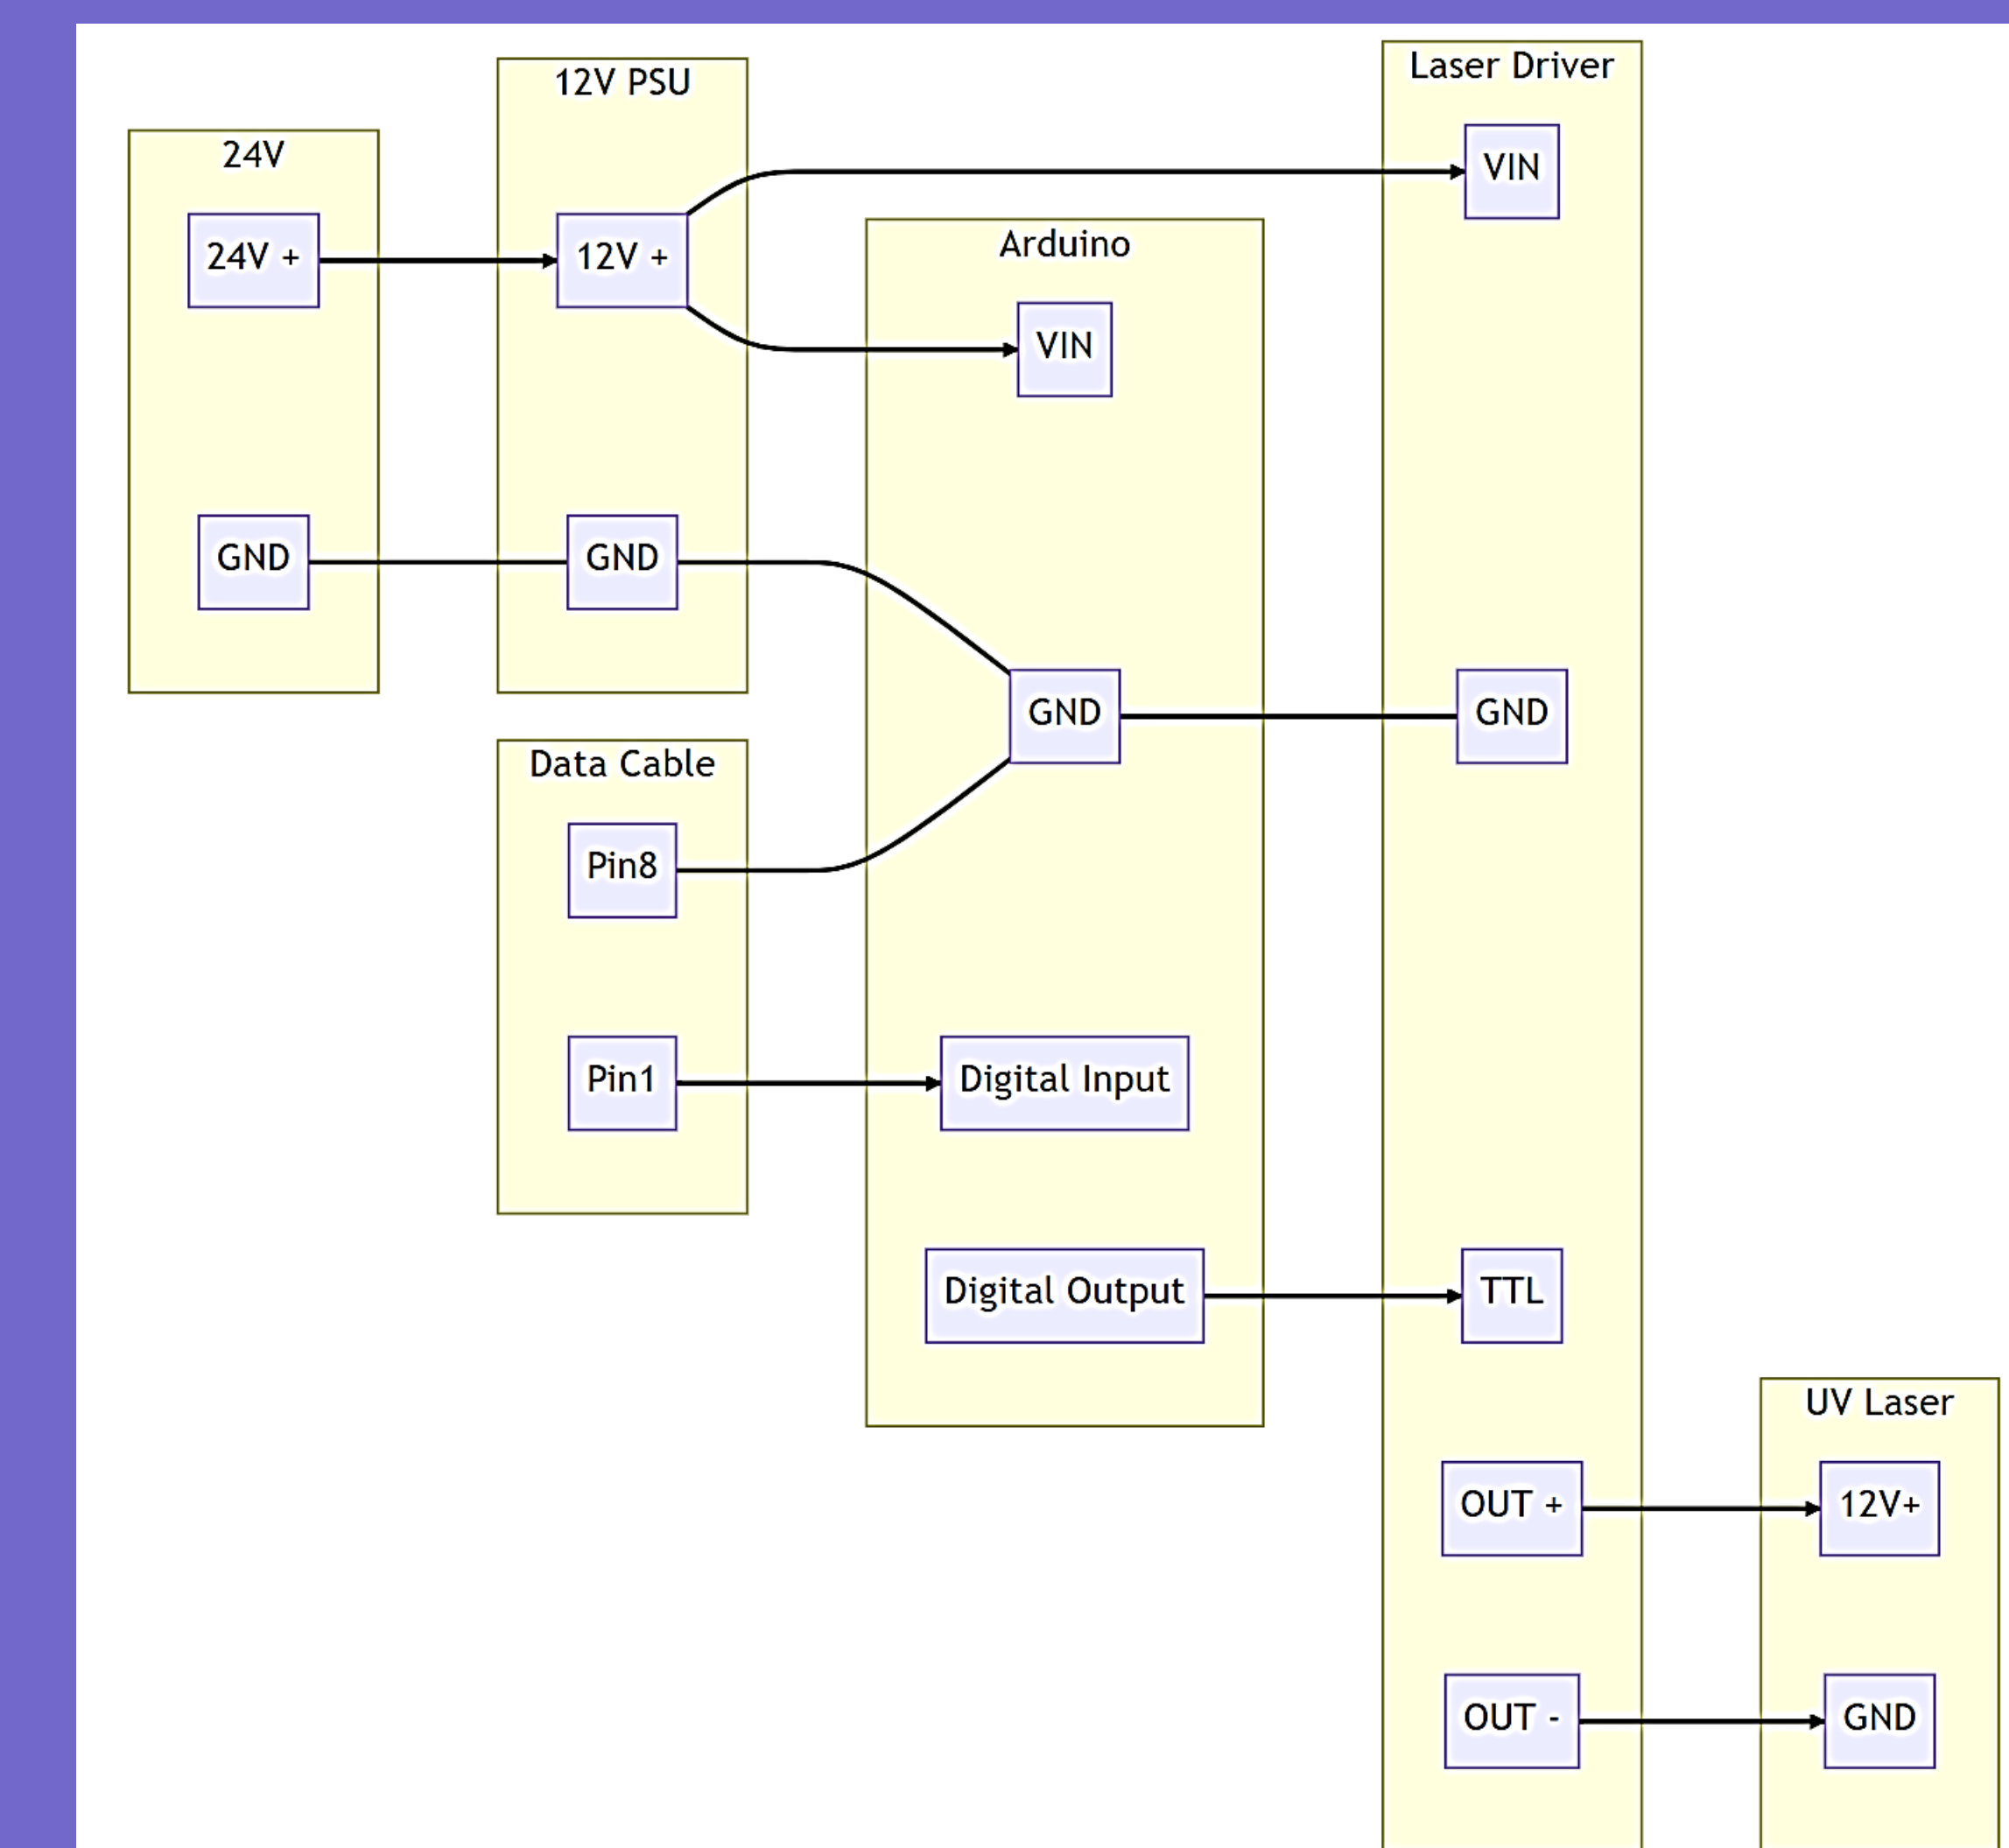 24V
24V +
GND
12V PSU
12V +
GND
Data Cable
Pin8
Pin1
Arduino
VIN
GND
Digital Input
Digital Output
Laser Driver
VIN
GND
TTL
OUT +
OUT -
UV Laser
12V+
GND